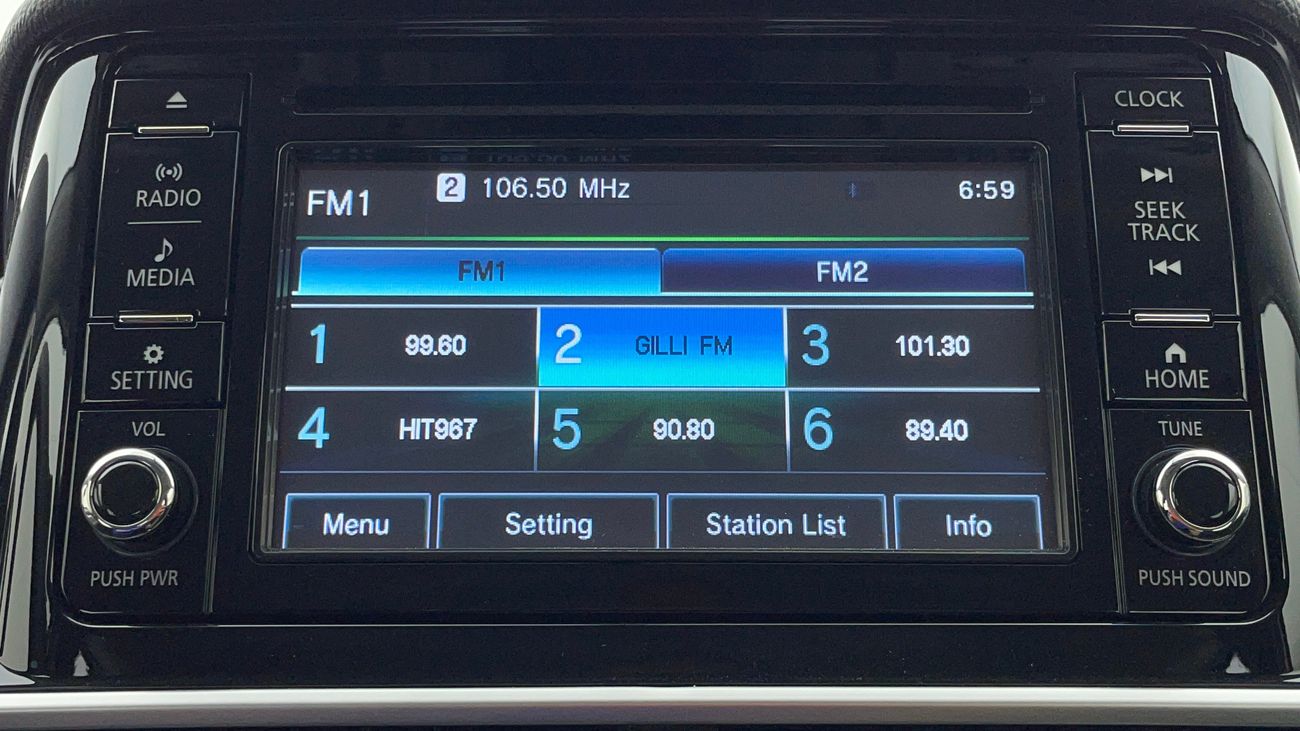 CLOCK
RADIO
MEDIA
SETTING
VOL
PUSH PWR
FM1
2 106.50 MHz
6:59
FM1 FM2
1 99.60 2 GILLI FM 3 101.30
4 HIT967 5 90.80 6 89.40
Menu Setting Station List Info
SEEK
TRACK
HOME
TUNE
PUSH SOUND